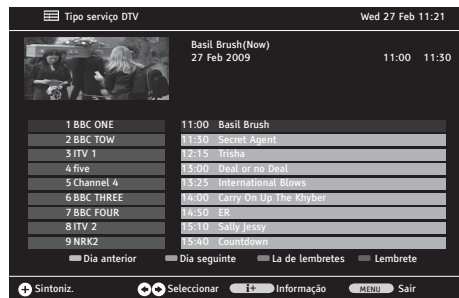 Tipo serviço DTV Wed 27 Feb 11:21
Basil Brush(Now)
27 Feb 2009 11:00 11:30
1 BBC ONE 11:00 Basil Brush
2 BBC TOW 11:30 Secret Agent
3 ITV 1 12:15 Trisha
4 five 13:00 Deal or no Deal
5 Channel 4 13:25 International Blows
6 BBC THREE 14:00 Carry On Up The Khyber
7 BBC FOUR 14:50 ER
8 ITV 2 15:10 Sally Jessy
9 NRK2 15:40 Countdown
Dia anterior Dia seguinte La de lembretes Lembrete
Sintoniz. Seleccionar i+ Informação MENU Sair